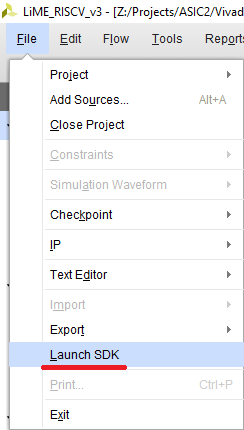 LiME_RISCV_v3 - [Z:/Projects/ASIC2/Vivad
File Edit Flow Tools Reports
Project
Add Sources... Alt+A
Close Project
Constraints
Simulation Waveform
Checkpoint
IP
Text Editor
Import
Export
Launch SDK
Print... Ctrl+P
Exit